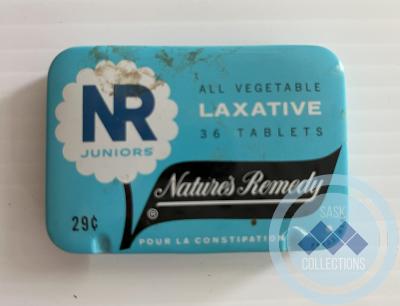 NR
JUNIORS
ALL VEGETABLE
LAXATIVE
36 TABLETS
Nature's Remedy
®
29¢
POUR LA CONSTIPATION
SASK
COLLECTIONS